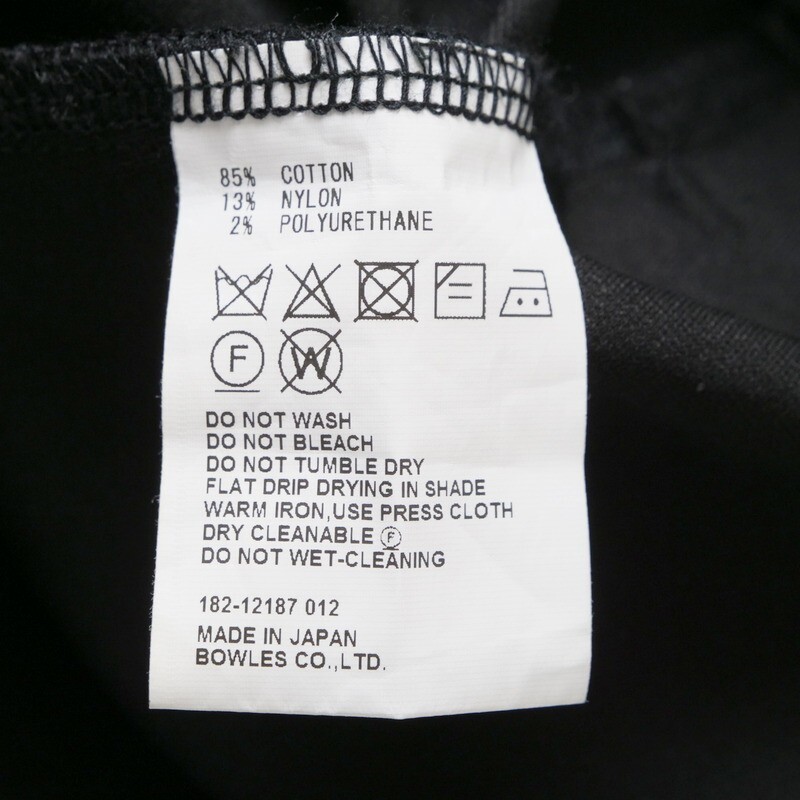 85% COTTON
13% NYLON
2% POLYURETHANE
F W
DO NOT WASH
DO NOT BLEACH
DO NOT TUMBLE DRY
FLAT DRIP DRYING IN SHADE
WARM IRON,USE PRESS CLOTH
DRY CLEANABLE Ⓕ
DO NOT WET-CLEANING
182-12187 012
MADE IN JAPAN
BOWLES CO.,LTD.